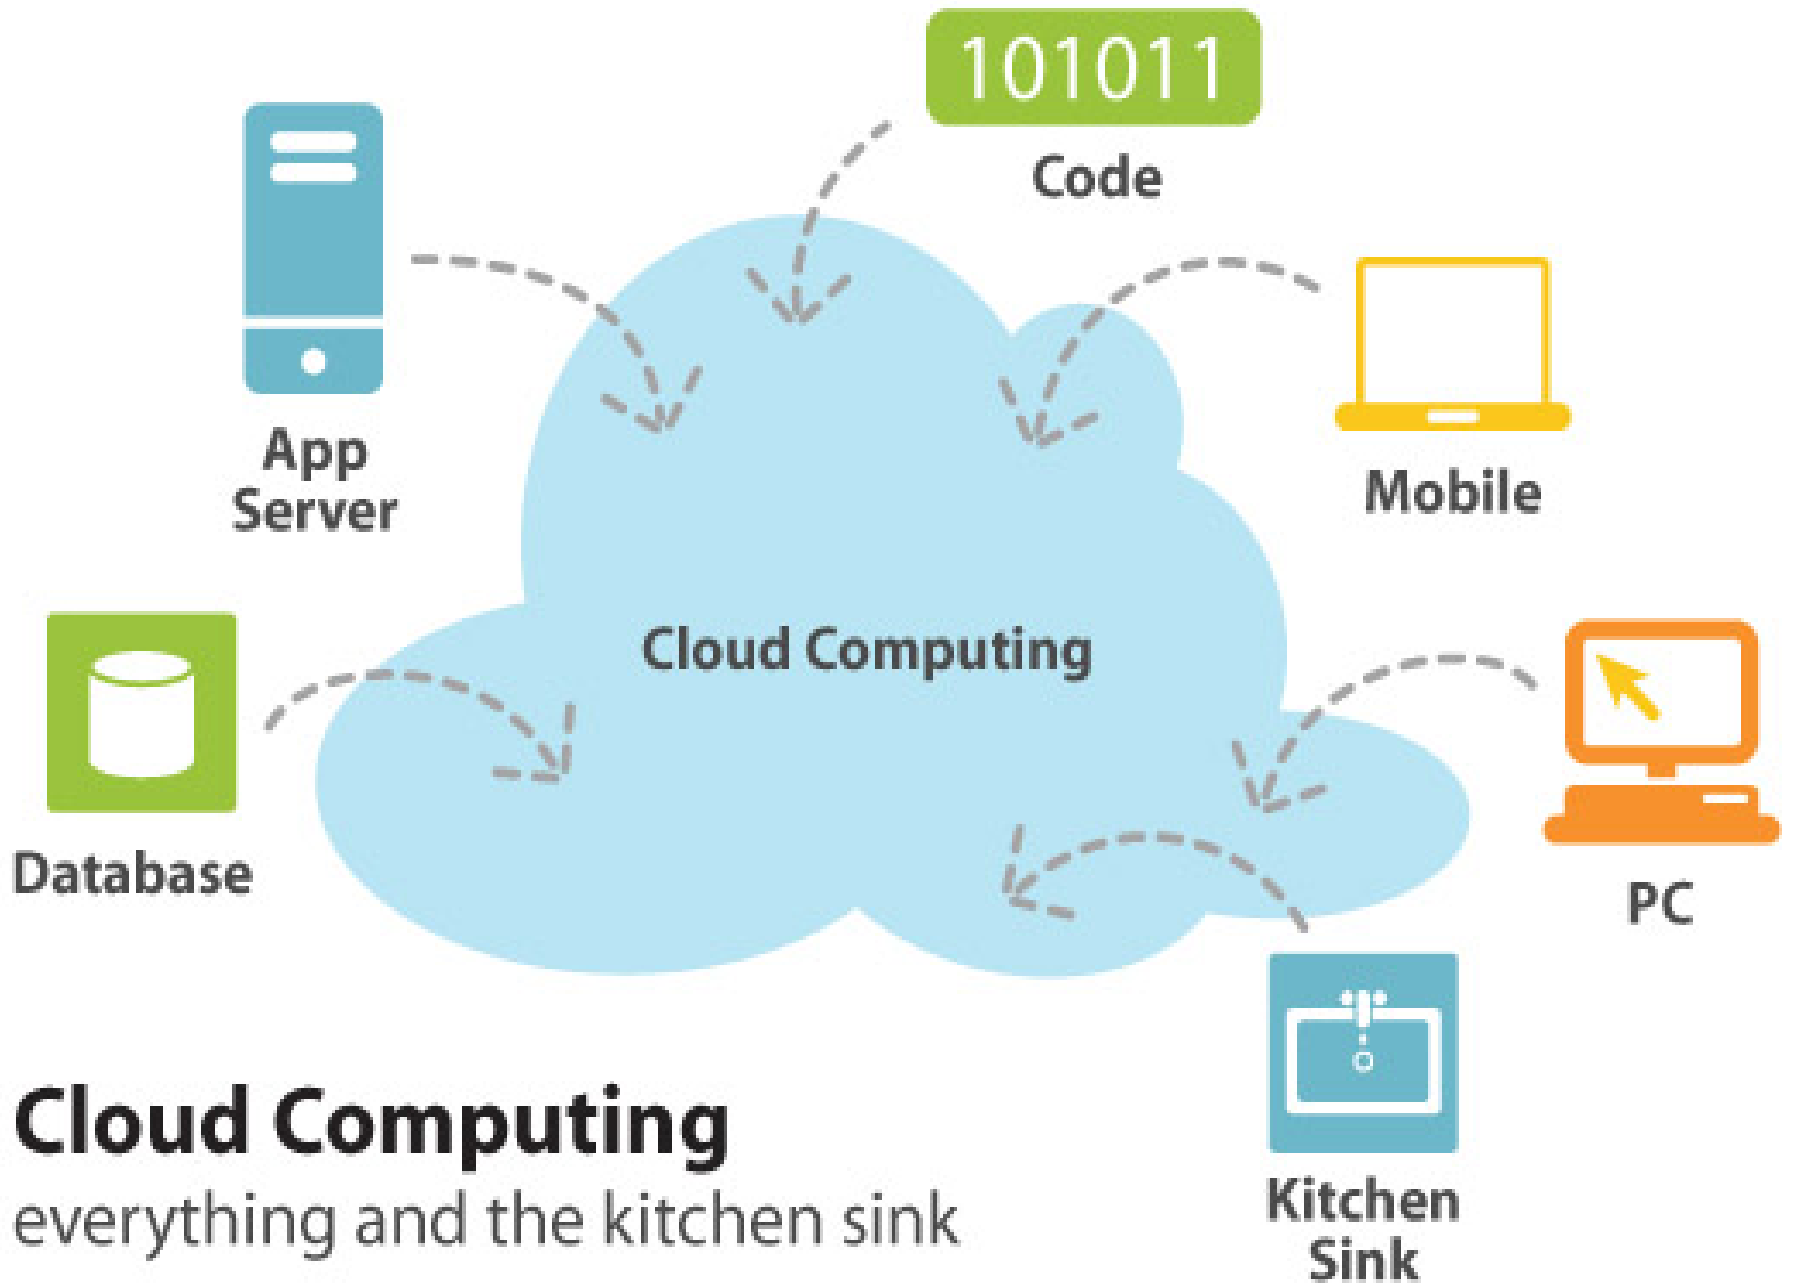 101011
Code
App
Server
Mobile
Cloud Computing
Database
PC
Kitchen
Sink
Cloud Computing
everything and the kitchen sink